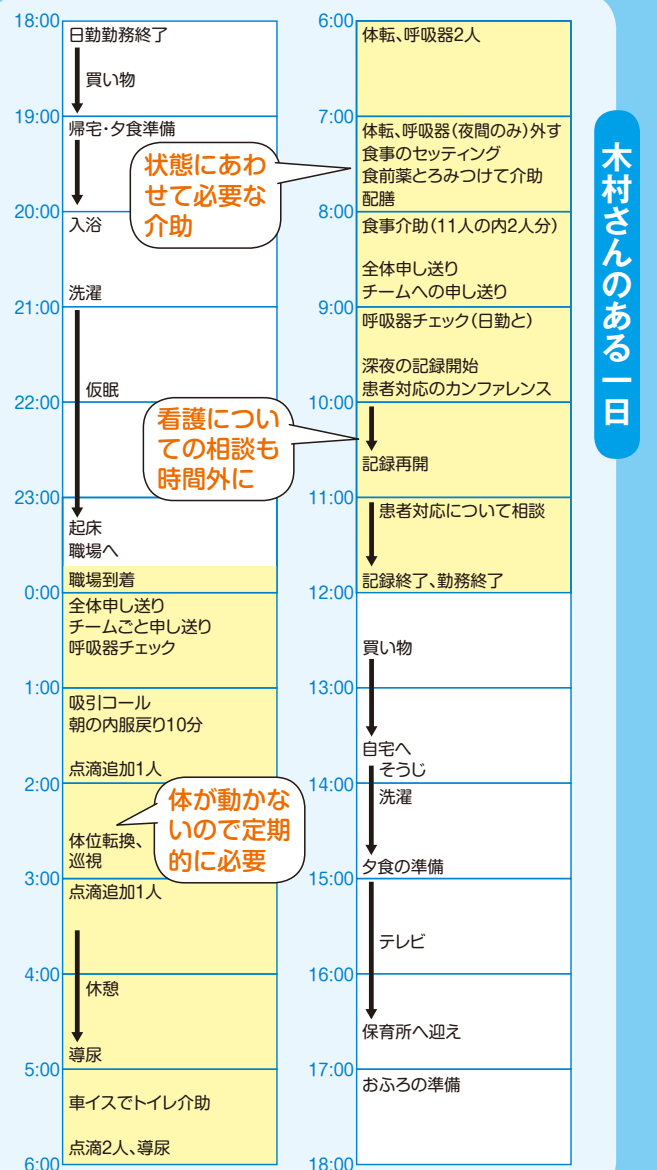 木村さんのある一日
18:00
日勤勤務終了
買い物
19:00
帰宅・夕食準備
状態にあわ
せて必要な
介助
20:00
入浴
洗濯
21:00
仮眠
22:00
23:00
起床
職場へ
職場到着
0:00
全体申し送り
チームごと申し送り
呼吸器チェック
1:00
吸引コール
朝の内服戻り10分
点滴追加1人
2:00
体が動かな
いので定期
的に必要
体位転換、
巡視
3:00
点滴追加1人
休憩
4:00
導尿
5:00
車イスでトイレ介助
点滴2人、導尿
6:00
6:00
体転、呼吸器2人
7:00
体転、呼吸器(夜間のみ)外す
食事のセッティング
食前薬とろみつけて介助
配膳
8:00
食事介助(11人の内2人分)
全体申し送り
チームへの申し送り
9:00
呼吸器チェック(日勤と)
深夜の記録開始
患者対応のカンファレンス
10:00
看護につい
ての相談も
時間外に
記録再開
11:00
患者対応について相談
記録終了、勤務終了
12:00
買い物
13:00
自宅へ
そうじ
14:00
洗濯
夕食の準備
15:00
テレビ
16:00
保育所へ迎え
17:00
おふろの準備
18:00